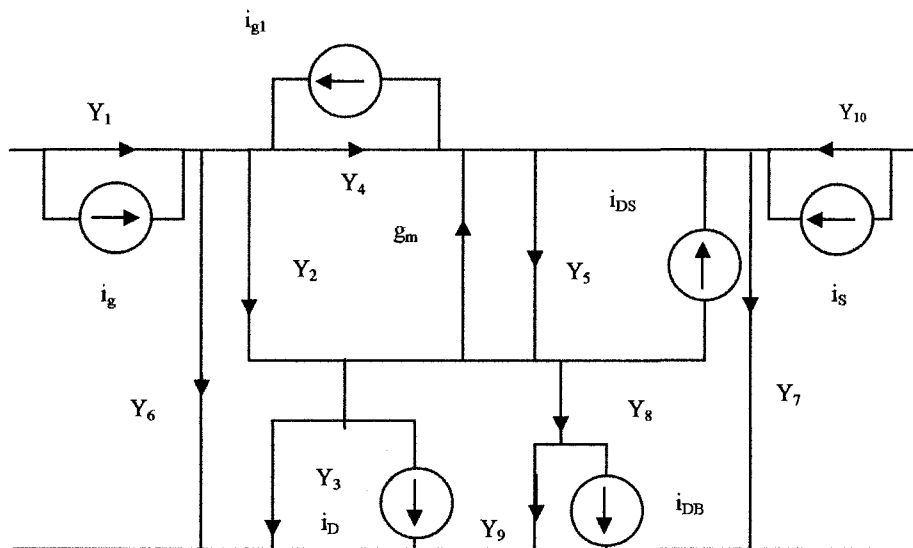 i_g1
Y_1
Y_10
Y_4
i_DS
g_m
Y_2
Y_5
i_g
i_S
Y_6
Y_8
Y_7
Y_3
i_D
Y_9
i_DB